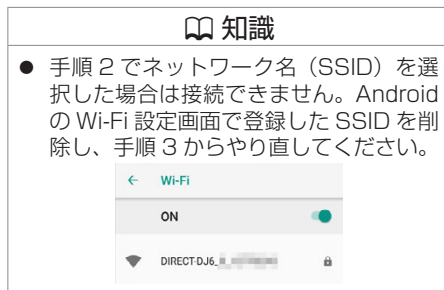 知識
● 手順 2 でネットワーク名（SSID）を選
択した場合は接続できません。Android
の Wi-Fi 設定画面で登録した SSID を削
除し、手順 3 からやり直してください。
← Wi-Fi
ON
DIRECT-DJ6_